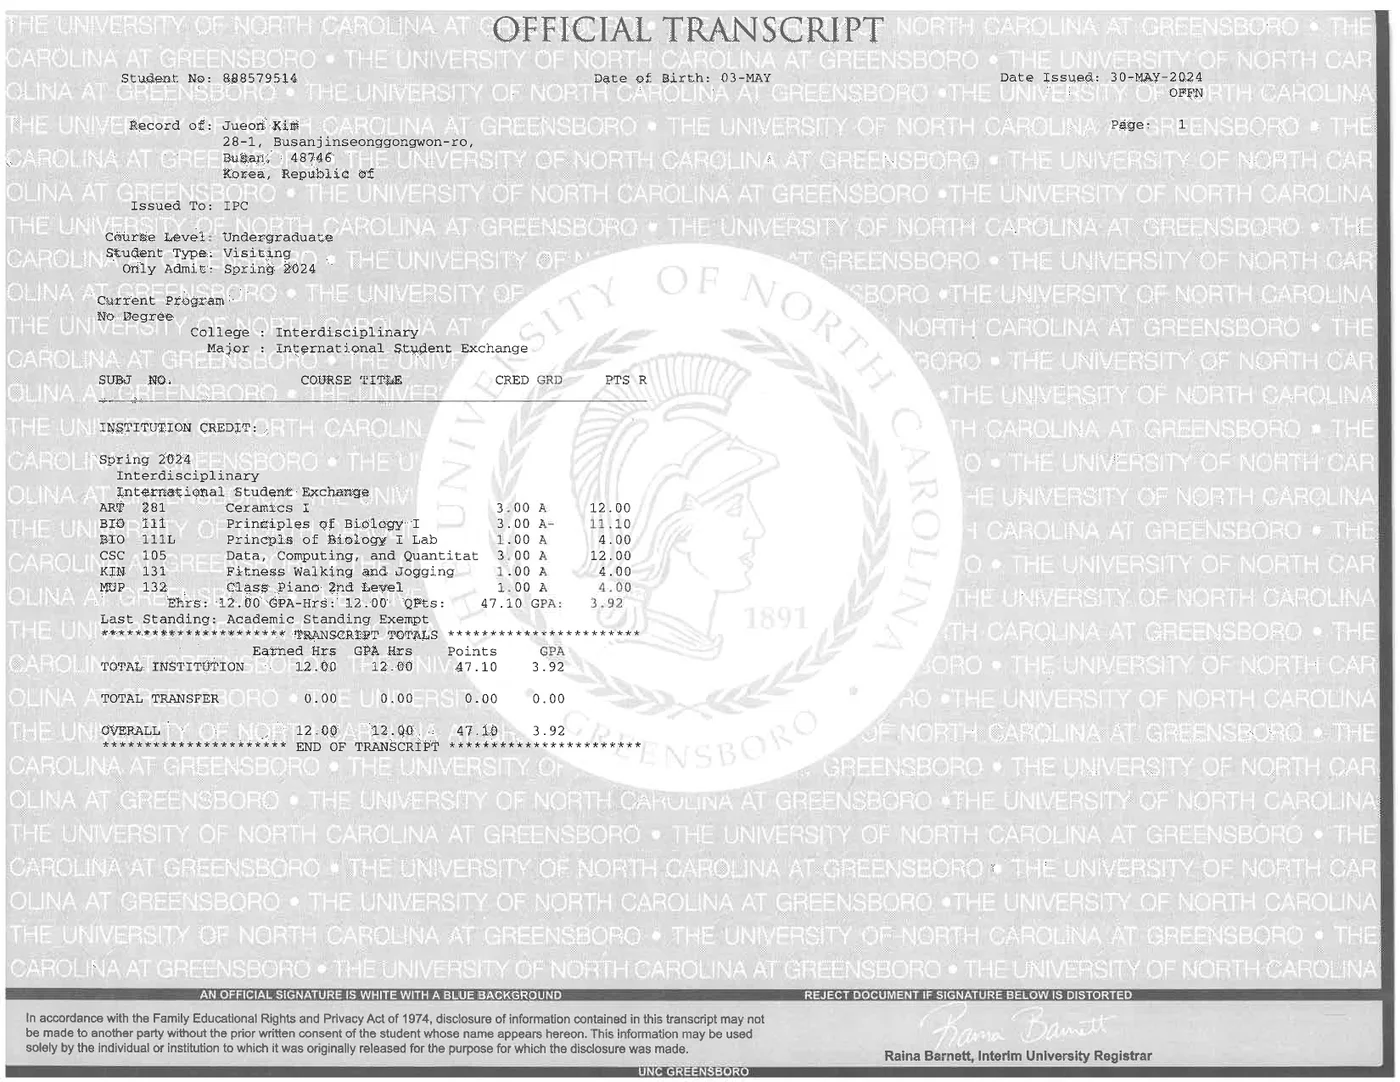 OFFICIAL TRANSCRIPT
Student No: 888579514 Date of Birth: 03-MAY Date Issued: 30-MAY-2024
OFFN
Record of: Jueon Kim Page: 1
28-1, Busanjinseonggongwon-ro,
Busan, 48746
Korea, Republic of
Issued To: IPC
Course Level: Undergraduate
Student Type: Visiting
Only Admit: Spring 2024
Current Program
No Degree
College : Interdisciplinary
Major : International Student Exchange
SUBJ NO. COURSE TITLE CRED GRD PTS R
INSTITUTION CREDIT:
Spring 2024
Interdisciplinary
International Student Exchange
ART 281 Ceramics I 3.00 A 12.00
BIO 111 Principles of Biology I 3.00 A- 11.10
BIO 111L Princpls of Biology I Lab 1.00 A 4.00
CSC 105 Data, Computing, and Quantitat 3.00 A 12.00
KIN 131 Fitness Walking and Jogging 1.00 A 4.00
MUP 132 Class Piano 2nd Level 1.00 A 4.00
Ehrs: 12.00 GPA-Hrs: 12.00 QPts: 47.10 GPA: 3.92
Last Standing: Academic Standing Exempt
********************** TRANSCRIPT TOTALS ***********************
Earned Hrs GPA Hrs Points GPA
TOTAL INSTITUTION 12.00 12.00 47.10 3.92
TOTAL TRANSFER 0.00 0.00 0.00 0.00
OVERALL 12.00 12.00 47.10 3.92
********************** END OF TRANSCRIPT ***********************
THE UNIVERSITY OF NORTH CAROLINA
GREENSBORO
1891
AN OFFICIAL SIGNATURE IS WHITE WITH A BLUE BACKGROUND
REJECT DOCUMENT IF SIGNATURE BELOW IS DISTORTED
In accordance with the Family Educational Rights and Privacy Act of 1974, disclosure of information contained in this transcript may not
be made to another party without the prior written consent of the student whose name appears hereon. This information may be used
solely by the individual or institution to which it was originally released for the purpose for which the disclosure was made.
Raina Barnett
Raina Barnett, Interim University Registrar
UNC GREENSBORO